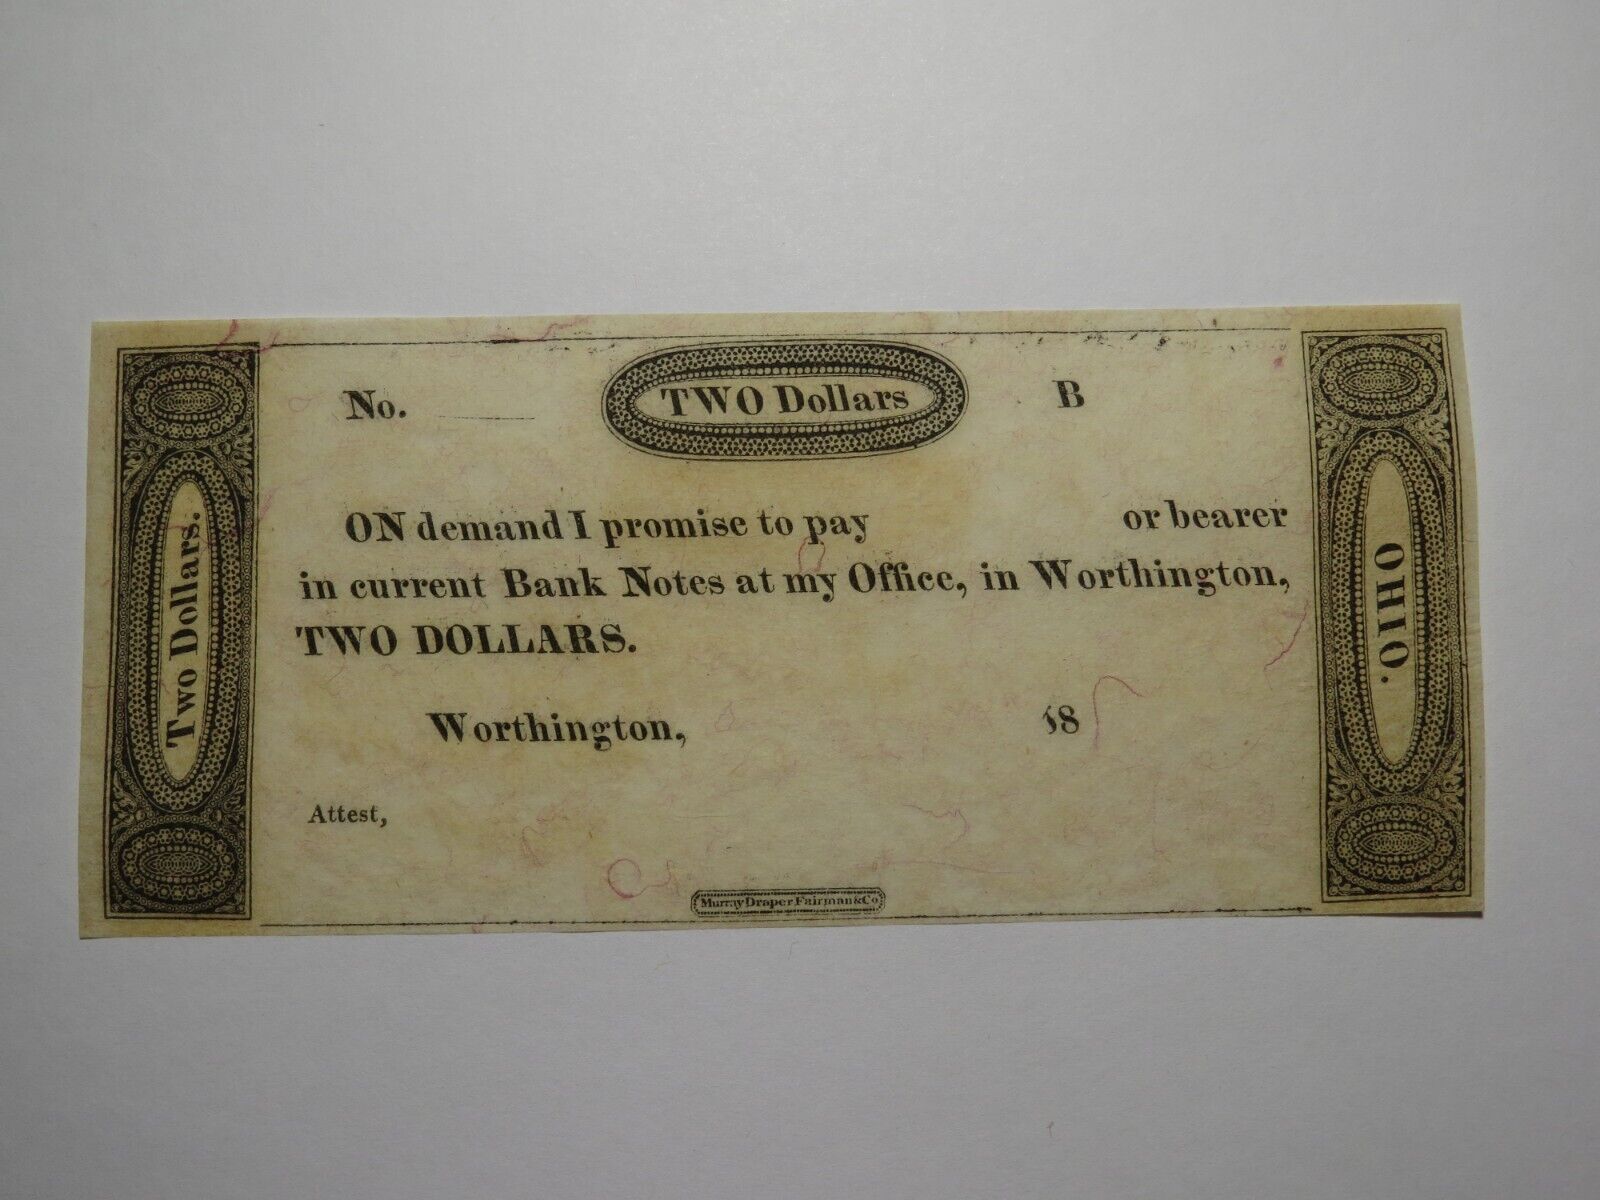 No.
TWO Dollars
B
ON demand I promise to pay or bearer
in current Bank Notes at my Office, in Worthington,
TWO DOLLARS.
Worthington, 18
Attest,
Murray Draper Fairman & Co
Two Dollars.
OHIO.